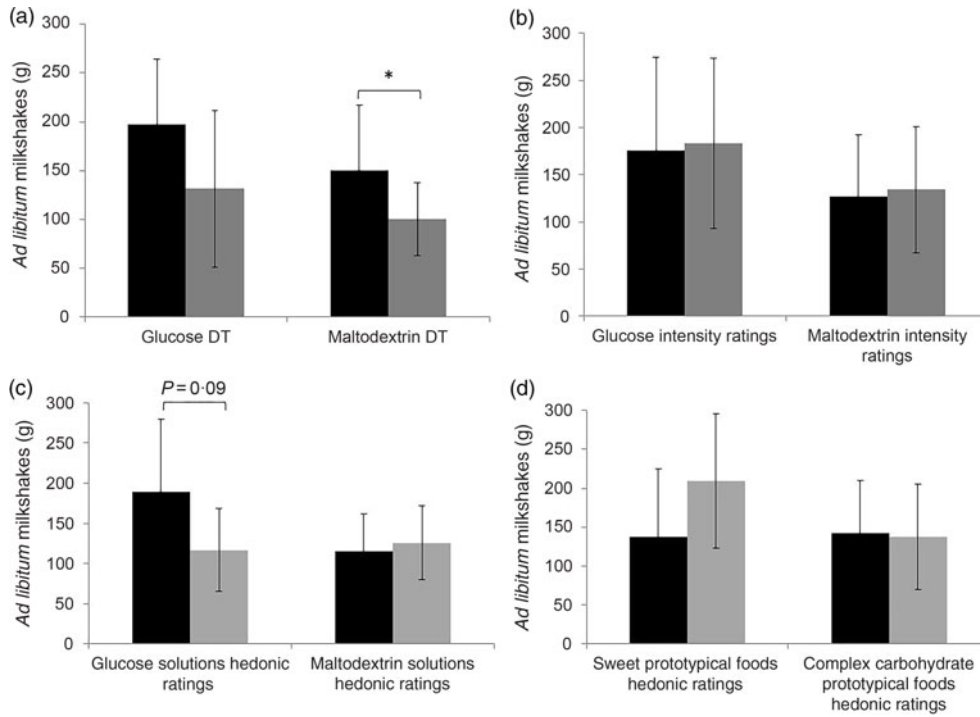 (a)
Ad libitum milkshakes (g)
300
250
200
150
100
50
0
*
Glucose DT
Maltodextrin DT
(b)
Ad libitum milkshakes (g)
300
250
200
150
100
50
0
Glucose intensity ratings
Maltodextrin intensity
ratings
(c)
Ad libitum milkshakes (g)
300
250
200
150
100
50
0
P = 0·09
Glucose solutions hedonic
ratings
Maltodextrin solutions
hedonic ratings
(d)
Ad libitum milkshakes (g)
300
250
200
150
100
50
0
Sweet prototypical foods
hedonic ratings
Complex carbohydrate
prototypical foods
hedonic ratings